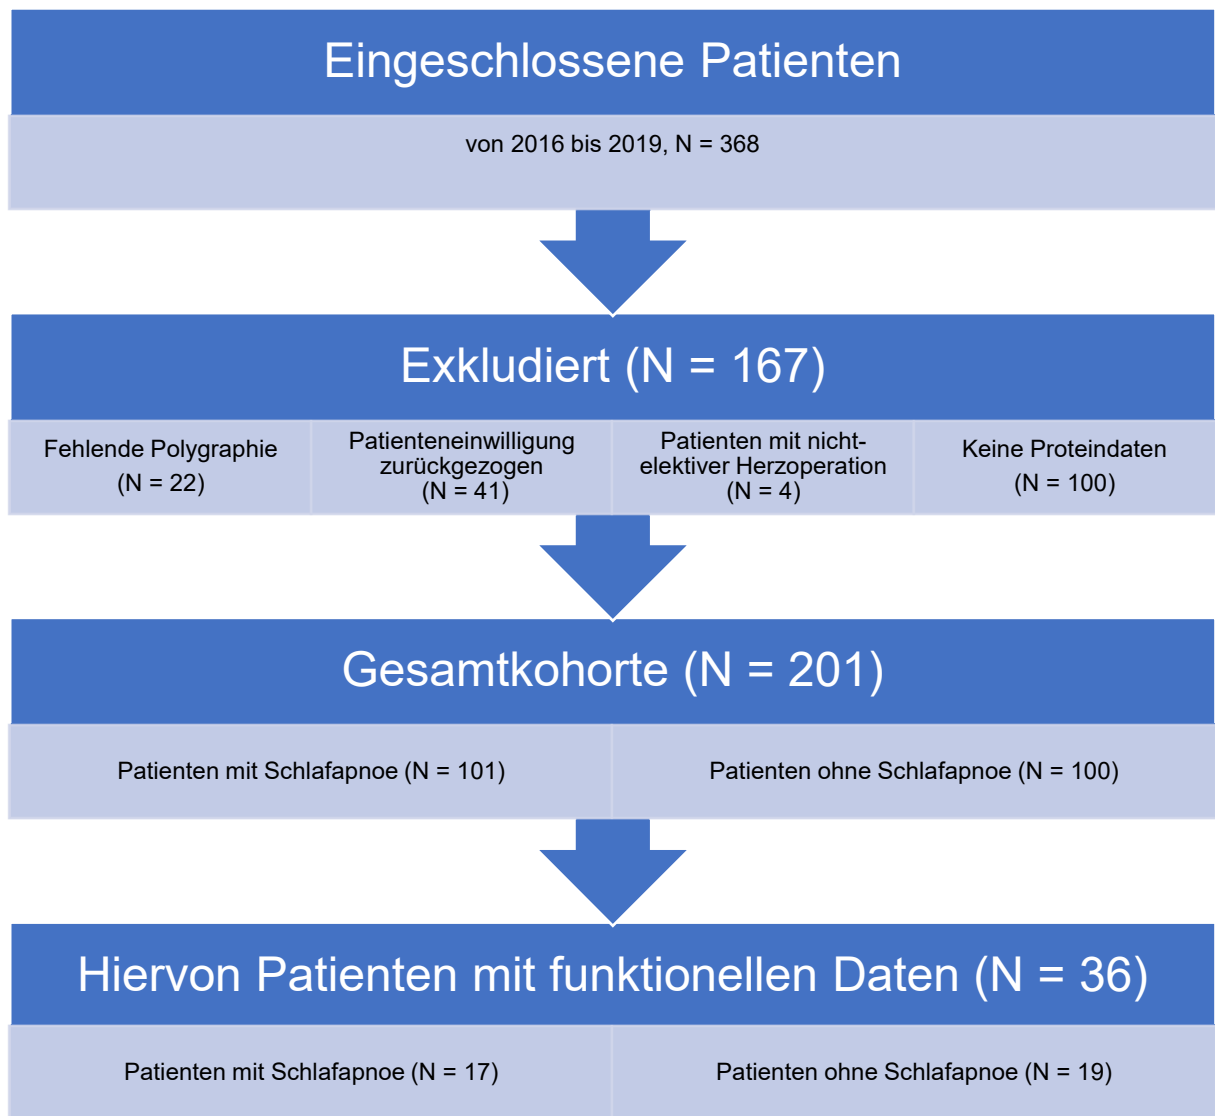 Eingeschlossene Patienten
von 2016 bis 2019, N = 368
Exkludiert (N = 167)
Fehlende Polygraphie
(N = 22)
Patienteneinwilligung
zurückgezogen
(N = 41)
Patienten mit nicht-
elektiver Herzoperation
(N = 4)
Keine Proteindaten
(N = 100)
Gesamtkohorte (N = 201)
Patienten mit Schlafapnoe (N = 101)
Patienten ohne Schlafapnoe (N = 100)
Hiervon Patienten mit funktionellen Daten (N = 36)
Patienten mit Schlafapnoe (N = 17)
Patienten ohne Schlafapnoe (N = 19)